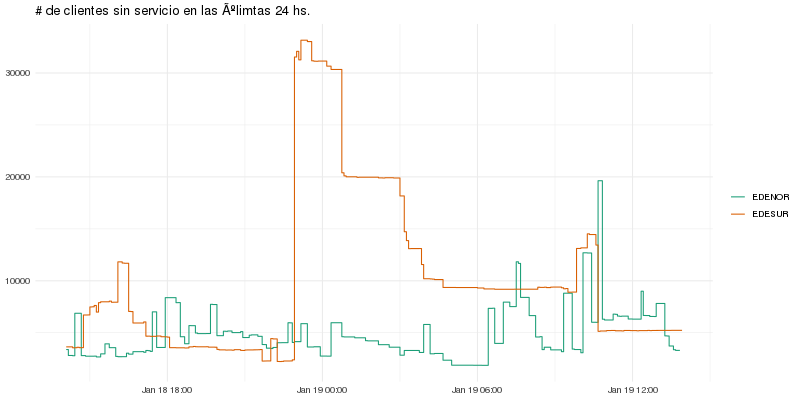 # de clientes sin servicio en las Ãºlimtas 24 hs.
30000
20000
10000
Jan 18 18:00
Jan 19 00:00
Jan 19 06:00
Jan 19 12:00
EDENOR
EDESUR